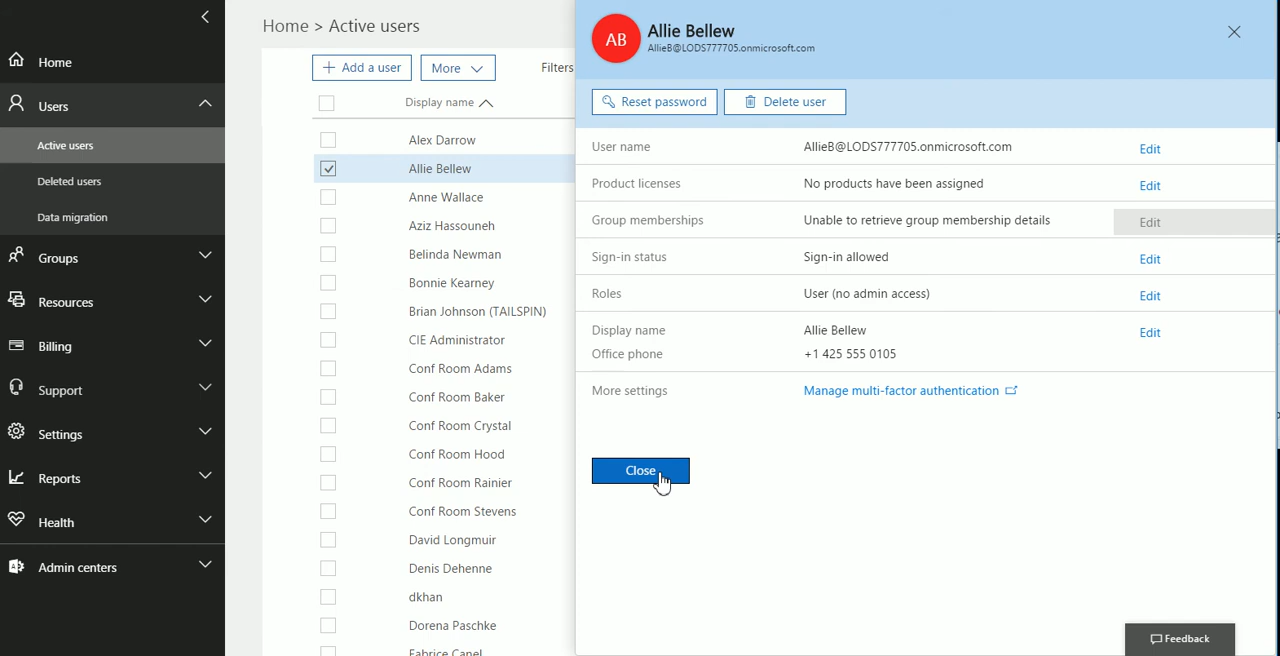 Home
Users
Active users
Deleted users
Data migration
Groups
Resources
Billing
Support
Settings
Reports
Health
Admin centers
Home > Active users
+ Add a user
More
Filters
Display name
Alex Darrow
Allie Bellew
Anne Wallace
Aziz Hassouneh
Belinda Newman
Bonnie Kearney
Brian Johnson (TAILSPIN)
CIE Administrator
Conf Room Adams
Conf Room Baker
Conf Room Crystal
Conf Room Hood
Conf Room Rainier
Conf Room Stevens
David Longmuir
Denis Dehenne
dkhan
Dorena Paschke
Fabrice Canel
AB
Allie Bellew
AllieB@LODS777705.onmicrosoft.com
Reset password
Delete user
User name AllieB@LODS777705.onmicrosoft.com Edit
Product licenses No products have been assigned Edit
Group memberships Unable to retrieve group membership details Edit
Sign-in status Sign-in allowed Edit
Roles User (no admin access) Edit
Display name Allie Bellew Edit
Office phone +1 425 555 0105
More settings Manage multi-factor authentication
Close
Feedback